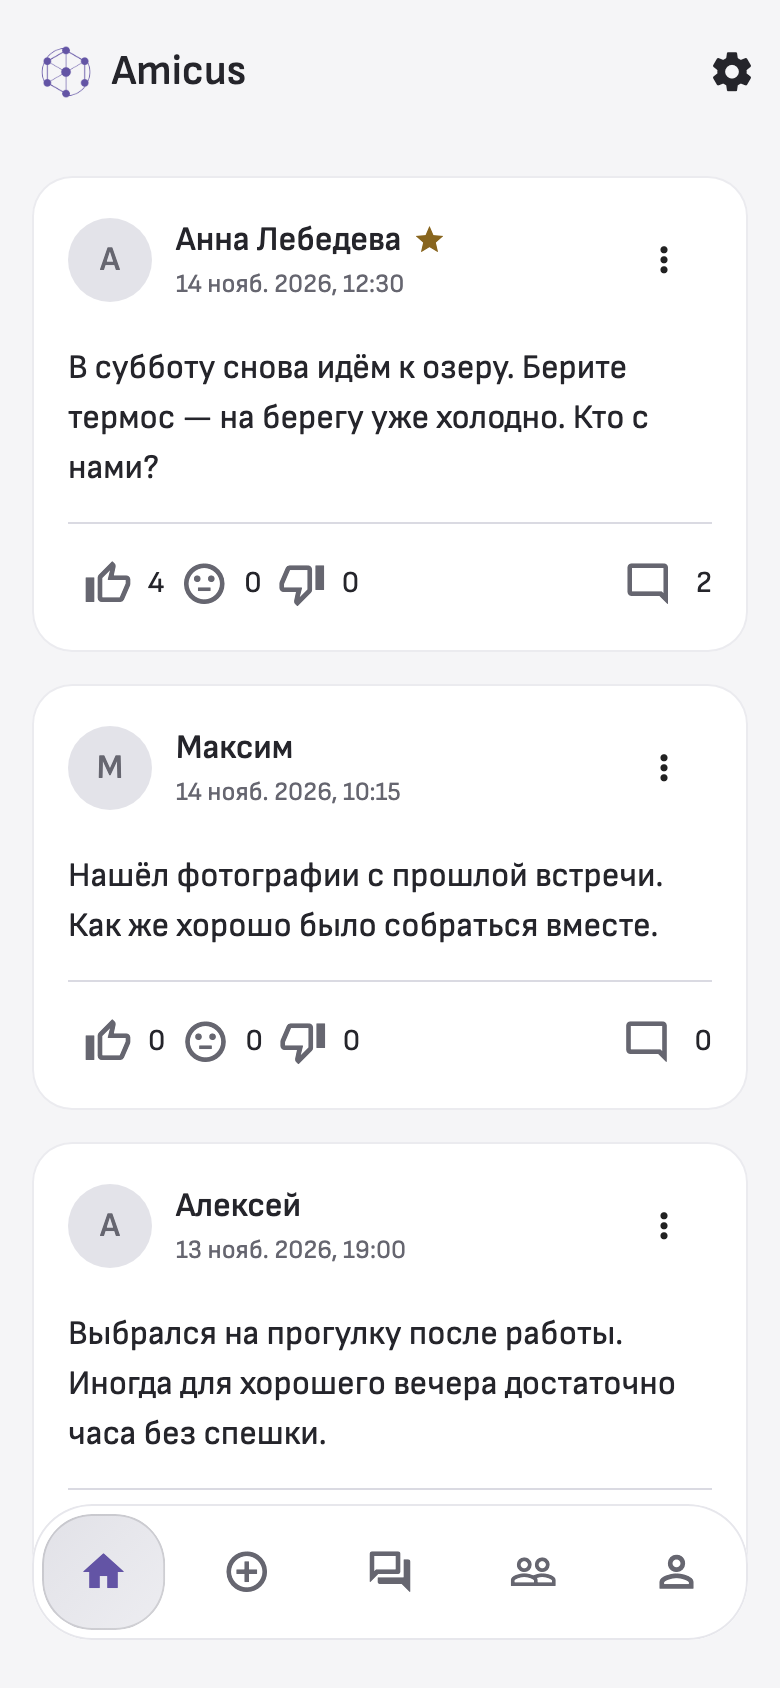 Amicus
А
Анна Лебедева
14 нояб. 2026, 12:30
В субботу снова идём к озеру. Берите
термос — на берегу уже холодно. Кто с
нами?
4 0 0 2
М
Максим
14 нояб. 2026, 10:15
Нашёл фотографии с прошлой встречи.
Как же хорошо было собраться вместе.
0 0 0 0
А
Алексей
13 нояб. 2026, 19:00
Выбрался на прогулку после работы.
Иногда для хорошего вечера достаточно
часа без спешки.